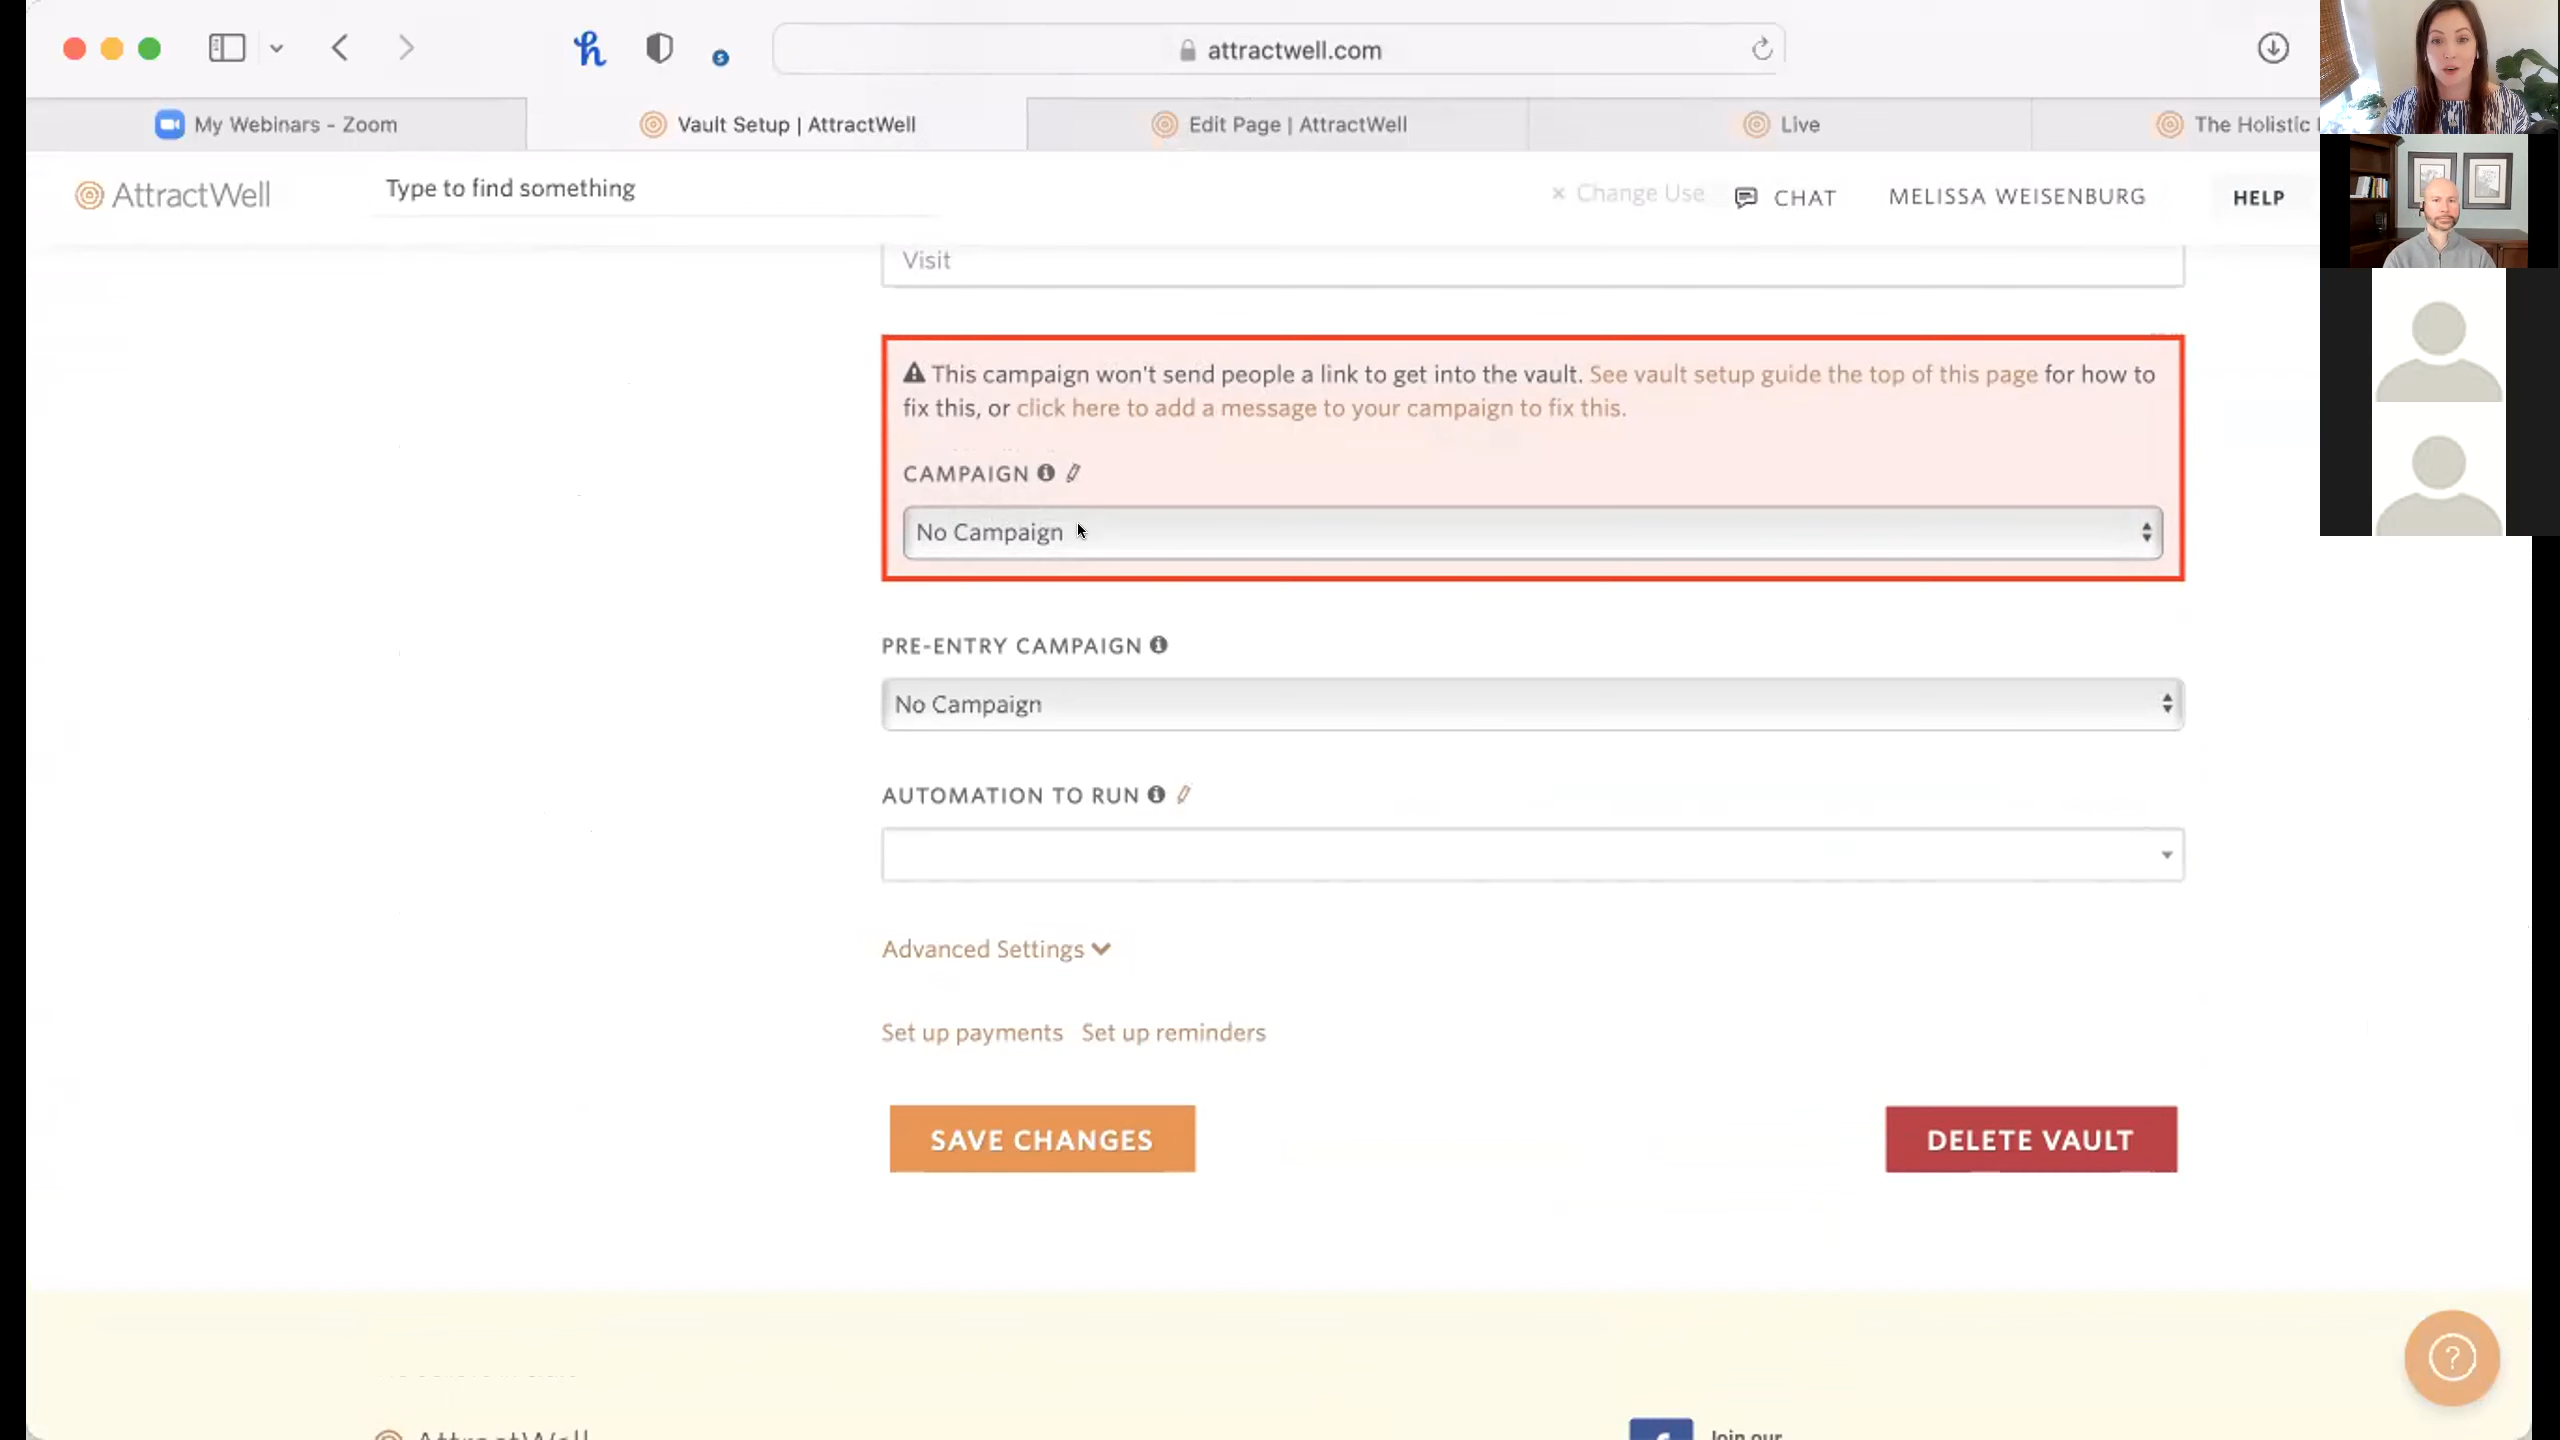 attractwell.com
My Webinars - Zoom
Vault Setup | AttractWell
Edit Page | AttractWell
Live
The Holistic
AttractWell
Type to find something
× Change Use
CHAT
MELISSA WEISENBURG
HELP
Visit
This campaign won't send people a link to get into the vault. See vault setup guide the top of this page for how to
fix this, or click here to add a message to your campaign to fix this.
CAMPAIGN
No Campaign
PRE-ENTRY CAMPAIGN
No Campaign
AUTOMATION TO RUN
Advanced Settings
Set up payments Set up reminders
SAVE CHANGES
DELETE VAULT
?
AttractWell
Join our